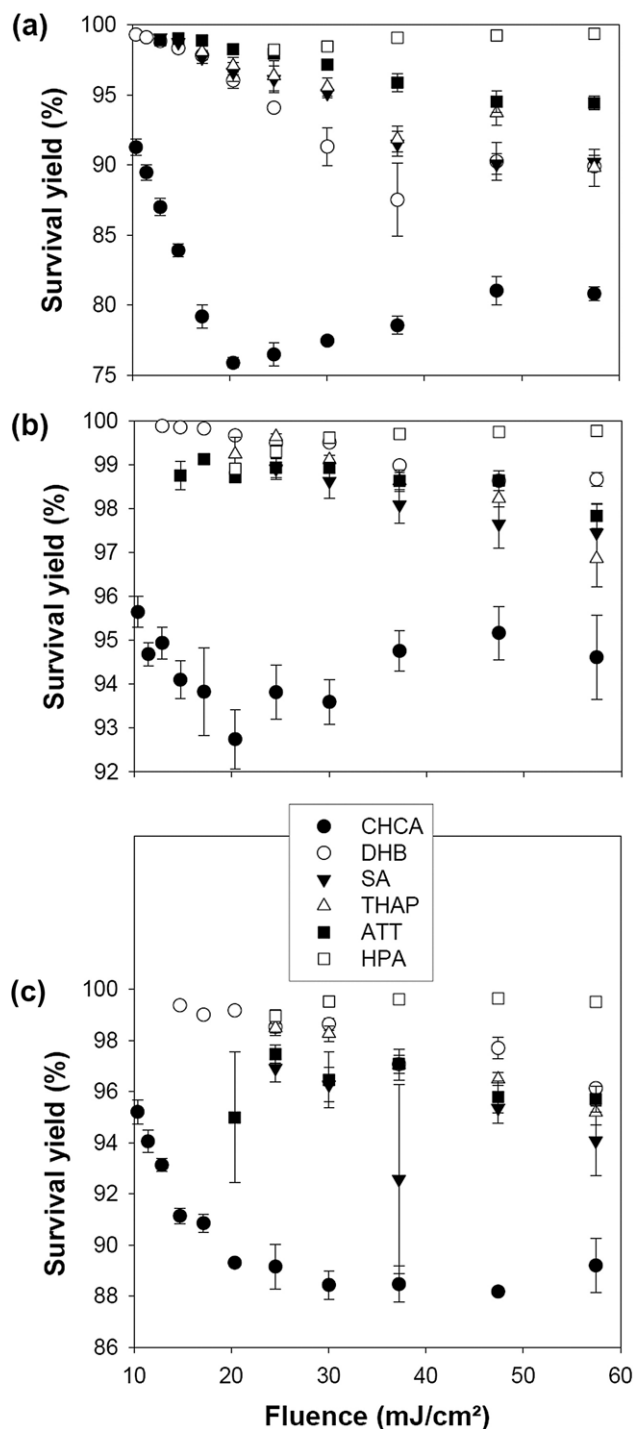 (a)
Survival yield (%)
100
95
90
85
80
75
(b)
Survival yield (%)
100
99
98
97
96
95
94
93
92
CHCA
DHB
SA
THAP
ATT
HPA
(c)
Survival yield (%)
100
98
96
94
92
90
88
86
10 20 30 40 50 60
Fluence (mJ/cm²)